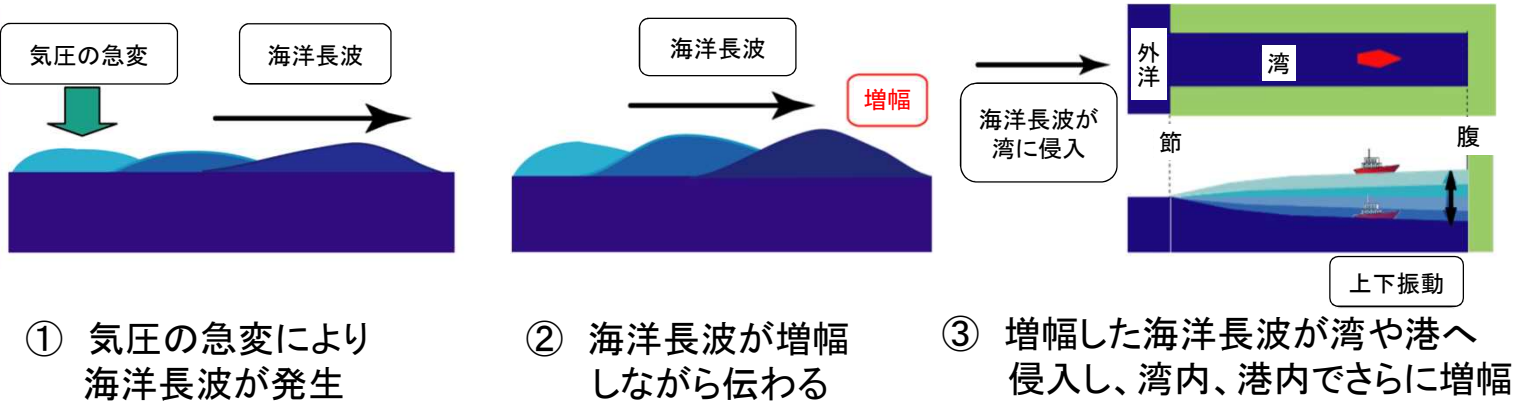 気圧の急変
海洋長波
海洋長波
増幅
海洋長波が
湾に侵入
外洋
湾
節
腹
上下振動
① 気圧の急変により
海洋長波が発生
② 海洋長波が増幅
しながら伝わる
③ 増幅した海洋長波が湾や港へ
侵入し、湾内、港内でさらに増幅